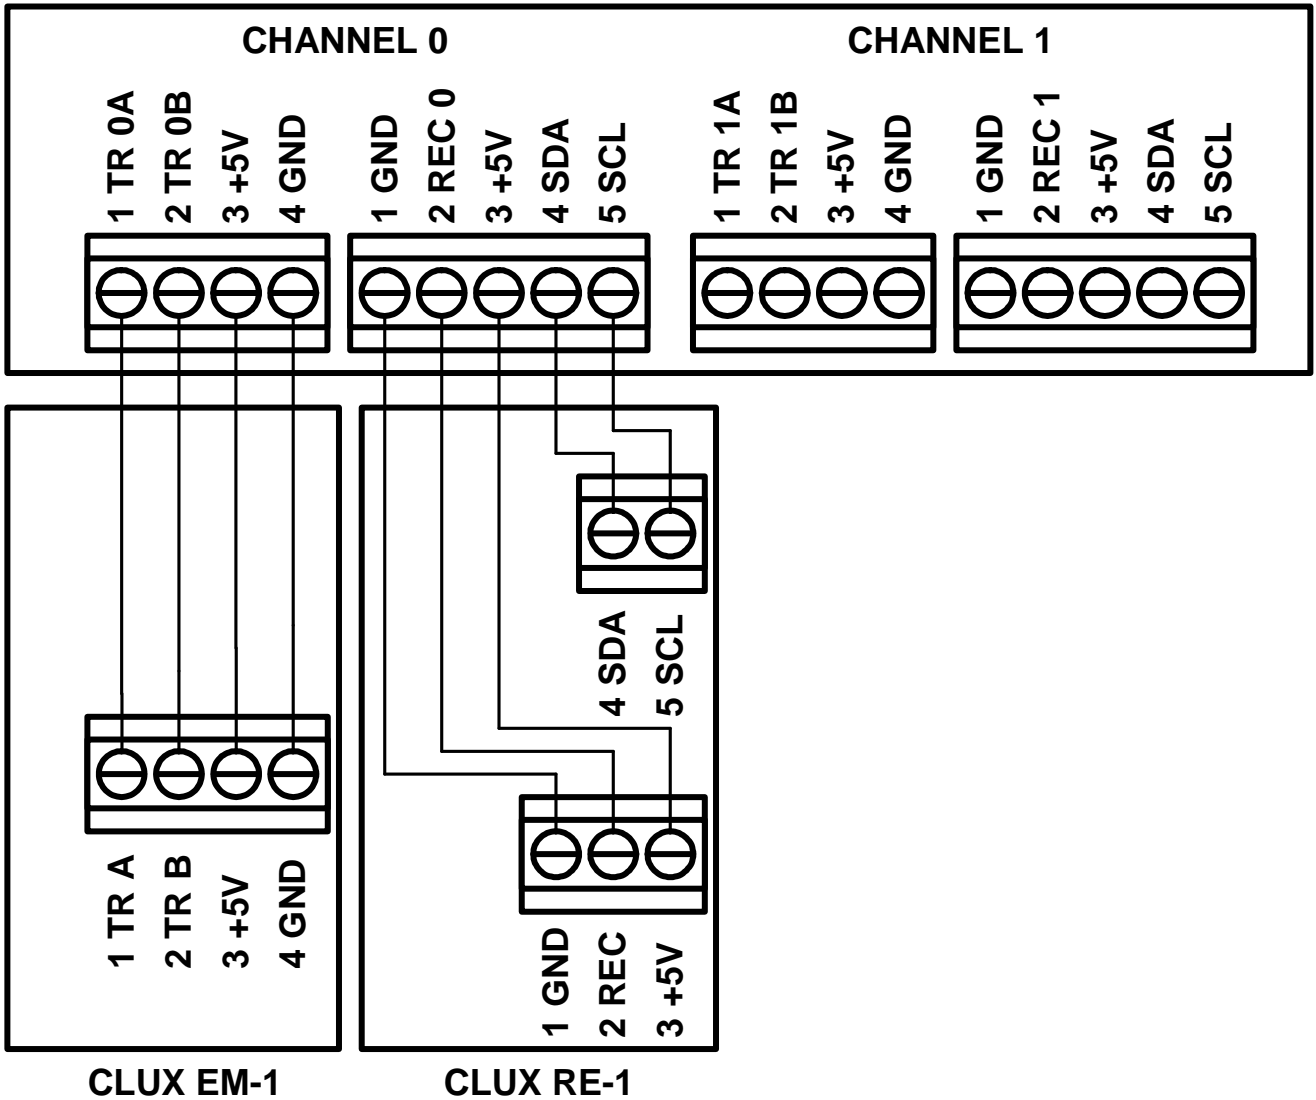 CHANNEL 0
CHANNEL 1
1 TR 0A
2 TR 0B
3 +5V
4 GND
1 GND
2 REC 0
3 +5V
4 SDA
5 SCL
1 TR 1A
2 TR 1B
3 +5V
4 GND
1 GND
2 REC 1
3 +5V
4 SDA
5 SCL
4 SDA
5 SCL
1 TR A
2 TR B
3 +5V
4 GND
1 GND
2 REC
3 +5V
CLUX EM-1
CLUX RE-1